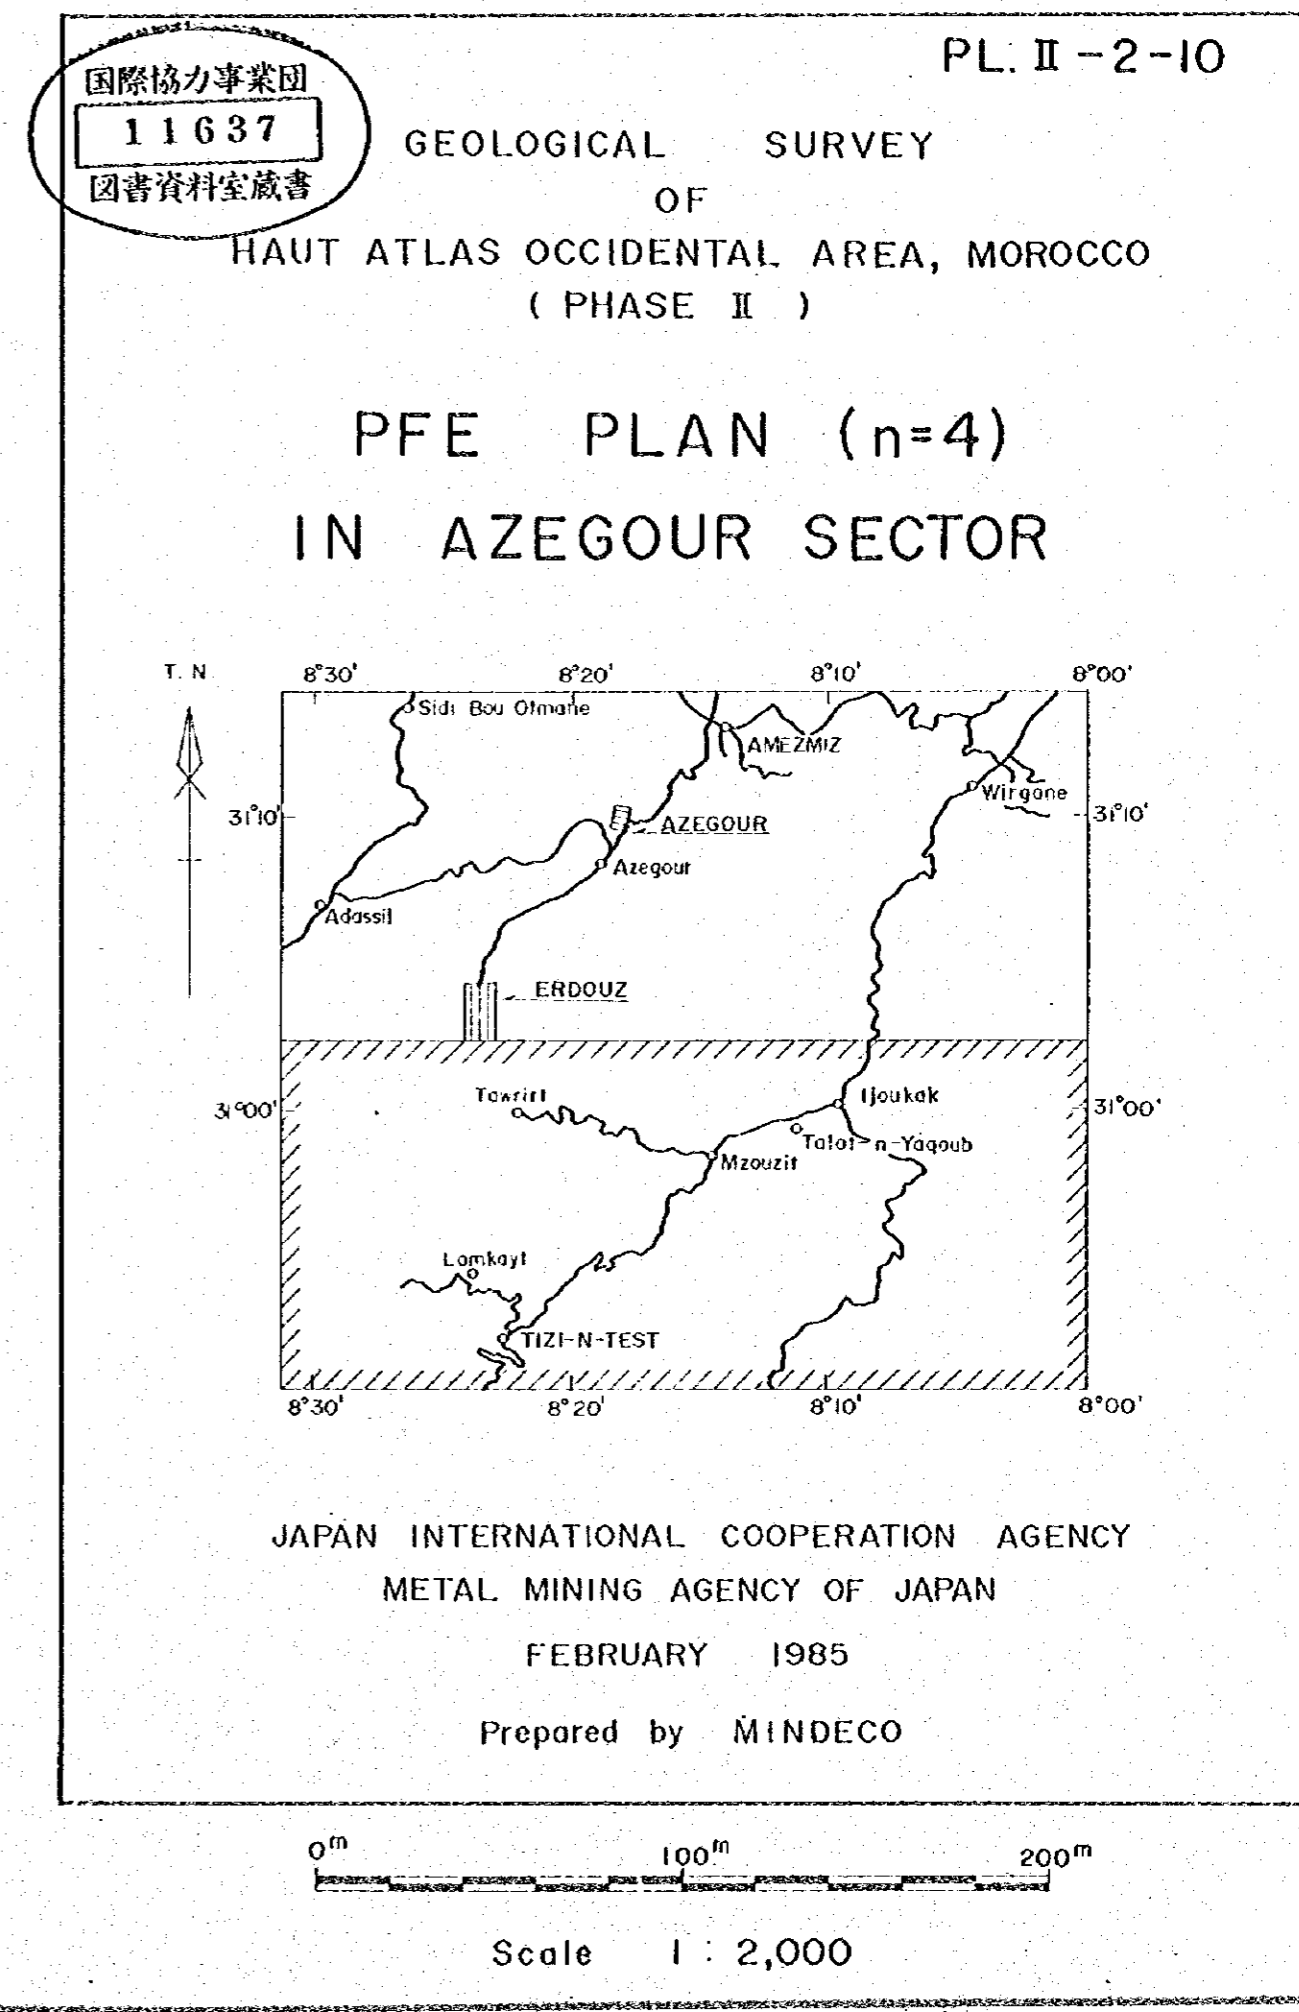 PL. II-2-10
国際協力事業団
11637
図書資料室蔵書
GEOLOGICAL SURVEY
OF
HAUT ATLAS OCCIDENTAL AREA, MOROCCO
( PHASE II )
PFE PLAN (n=4)
IN AZEGOUR SECTOR
T. N.
8°30' 8°20' 8°10' 8°00'
Sidi Bou Otmane
AMEZMIZ
Wirgane
31°10' 31°10'
AZEGOUR
Azegour
Adassil
ERDOUZ
Tawrirt
Ijoukak
31°00' 31°00'
Talat-n-Yaqoub
Mzouzit
Lamkayt
TIZI-N-TEST
8°30' 8°20' 8°10' 8°00'
JAPAN INTERNATIONAL COOPERATION AGENCY
METAL MINING AGENCY OF JAPAN
FEBRUARY 1985
Prepared by MINDECO
0m 100m 200m
Scale 1 : 2,000